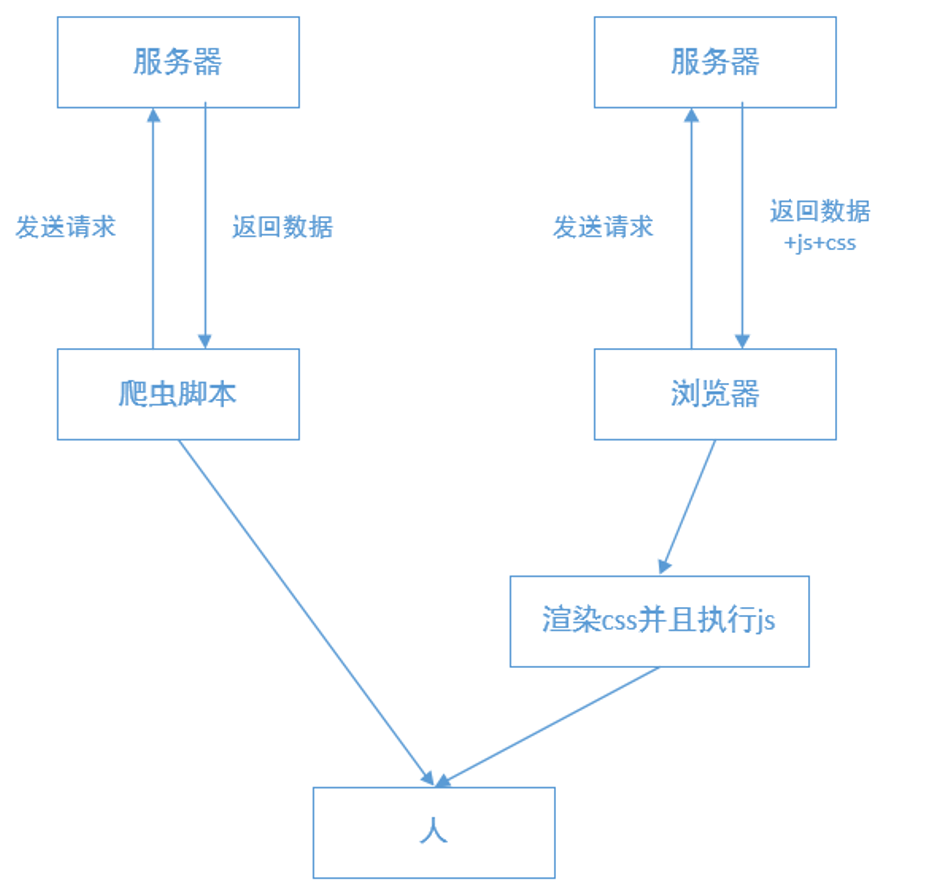 服务器
服务器
发送请求
返回数据
发送请求
返回数据
+js+css
爬虫脚本
浏览器
渲染css并且执行js
人